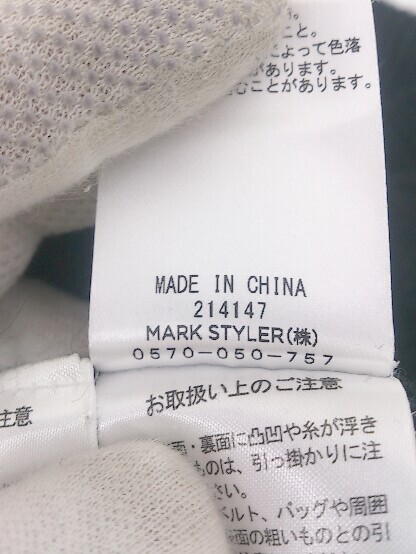 こと。
よって色落
があります。
むことがあります。
MADE IN CHINA
214147
MARK STYLER(株)
0570-050-757
お取扱い上のご注意
注意
面・裏面に凸凹や糸が浮き
ものは、引っ掛かりに注
さい。
ベルト、バッグや周囲
面の粗いものとの引